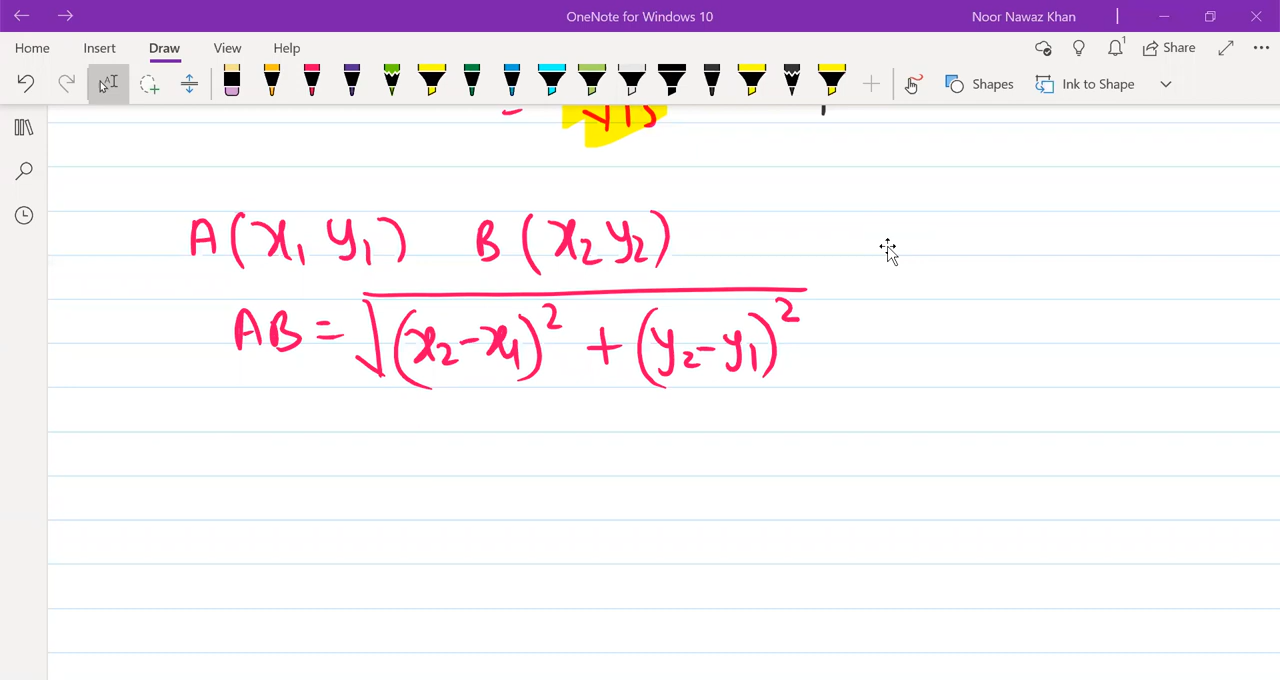 OneNote for Windows 10
Noor Nawaz Khan
Home Insert Draw View Help
1
Share
Shapes
Ink to Shape
A(x₁ y₁) B(x₂ y₂)
AB = √(x₂-x₁)² + (y₂-y₁)²